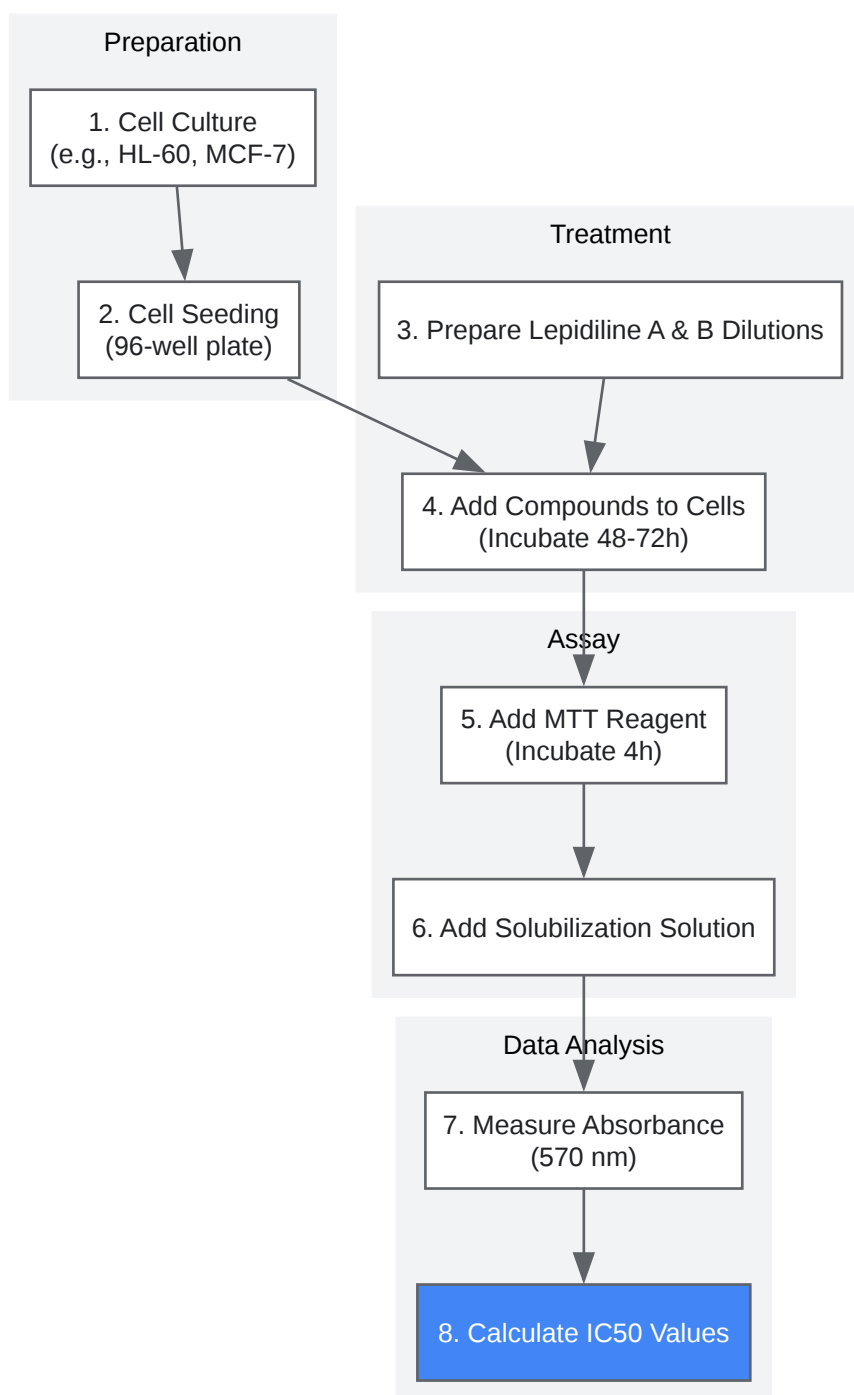 Preparation
1. Cell Culture
(e.g., HL-60, MCF-7)
2. Cell Seeding
(96-well plate)
Treatment
3. Prepare Lepidiline A & B Dilutions
4. Add Compounds to Cells
(Incubate 48-72h)
Assay
5. Add MTT Reagent
(Incubate 4h)
6. Add Solubilization Solution
Data Analysis
7. Measure Absorbance
(570 nm)
8. Calculate IC50 Values